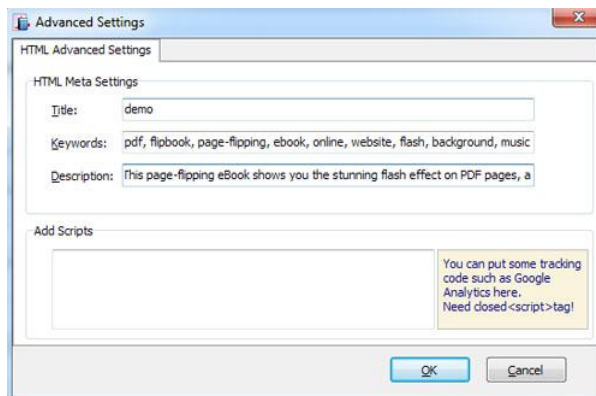 Advanced Settings
HTML Advanced Settings
HTML Meta Settings
Title: demo
Keywords: pdf, flipbook, page-flipping, ebook, online, website, flash, background, music
Description: This page-flipping eBook shows you the stunning flash effect on PDF pages, a
Add Scripts
You can put some tracking
code such as Google
Analytics here.
Need closed<script>tag!
OK Cancel